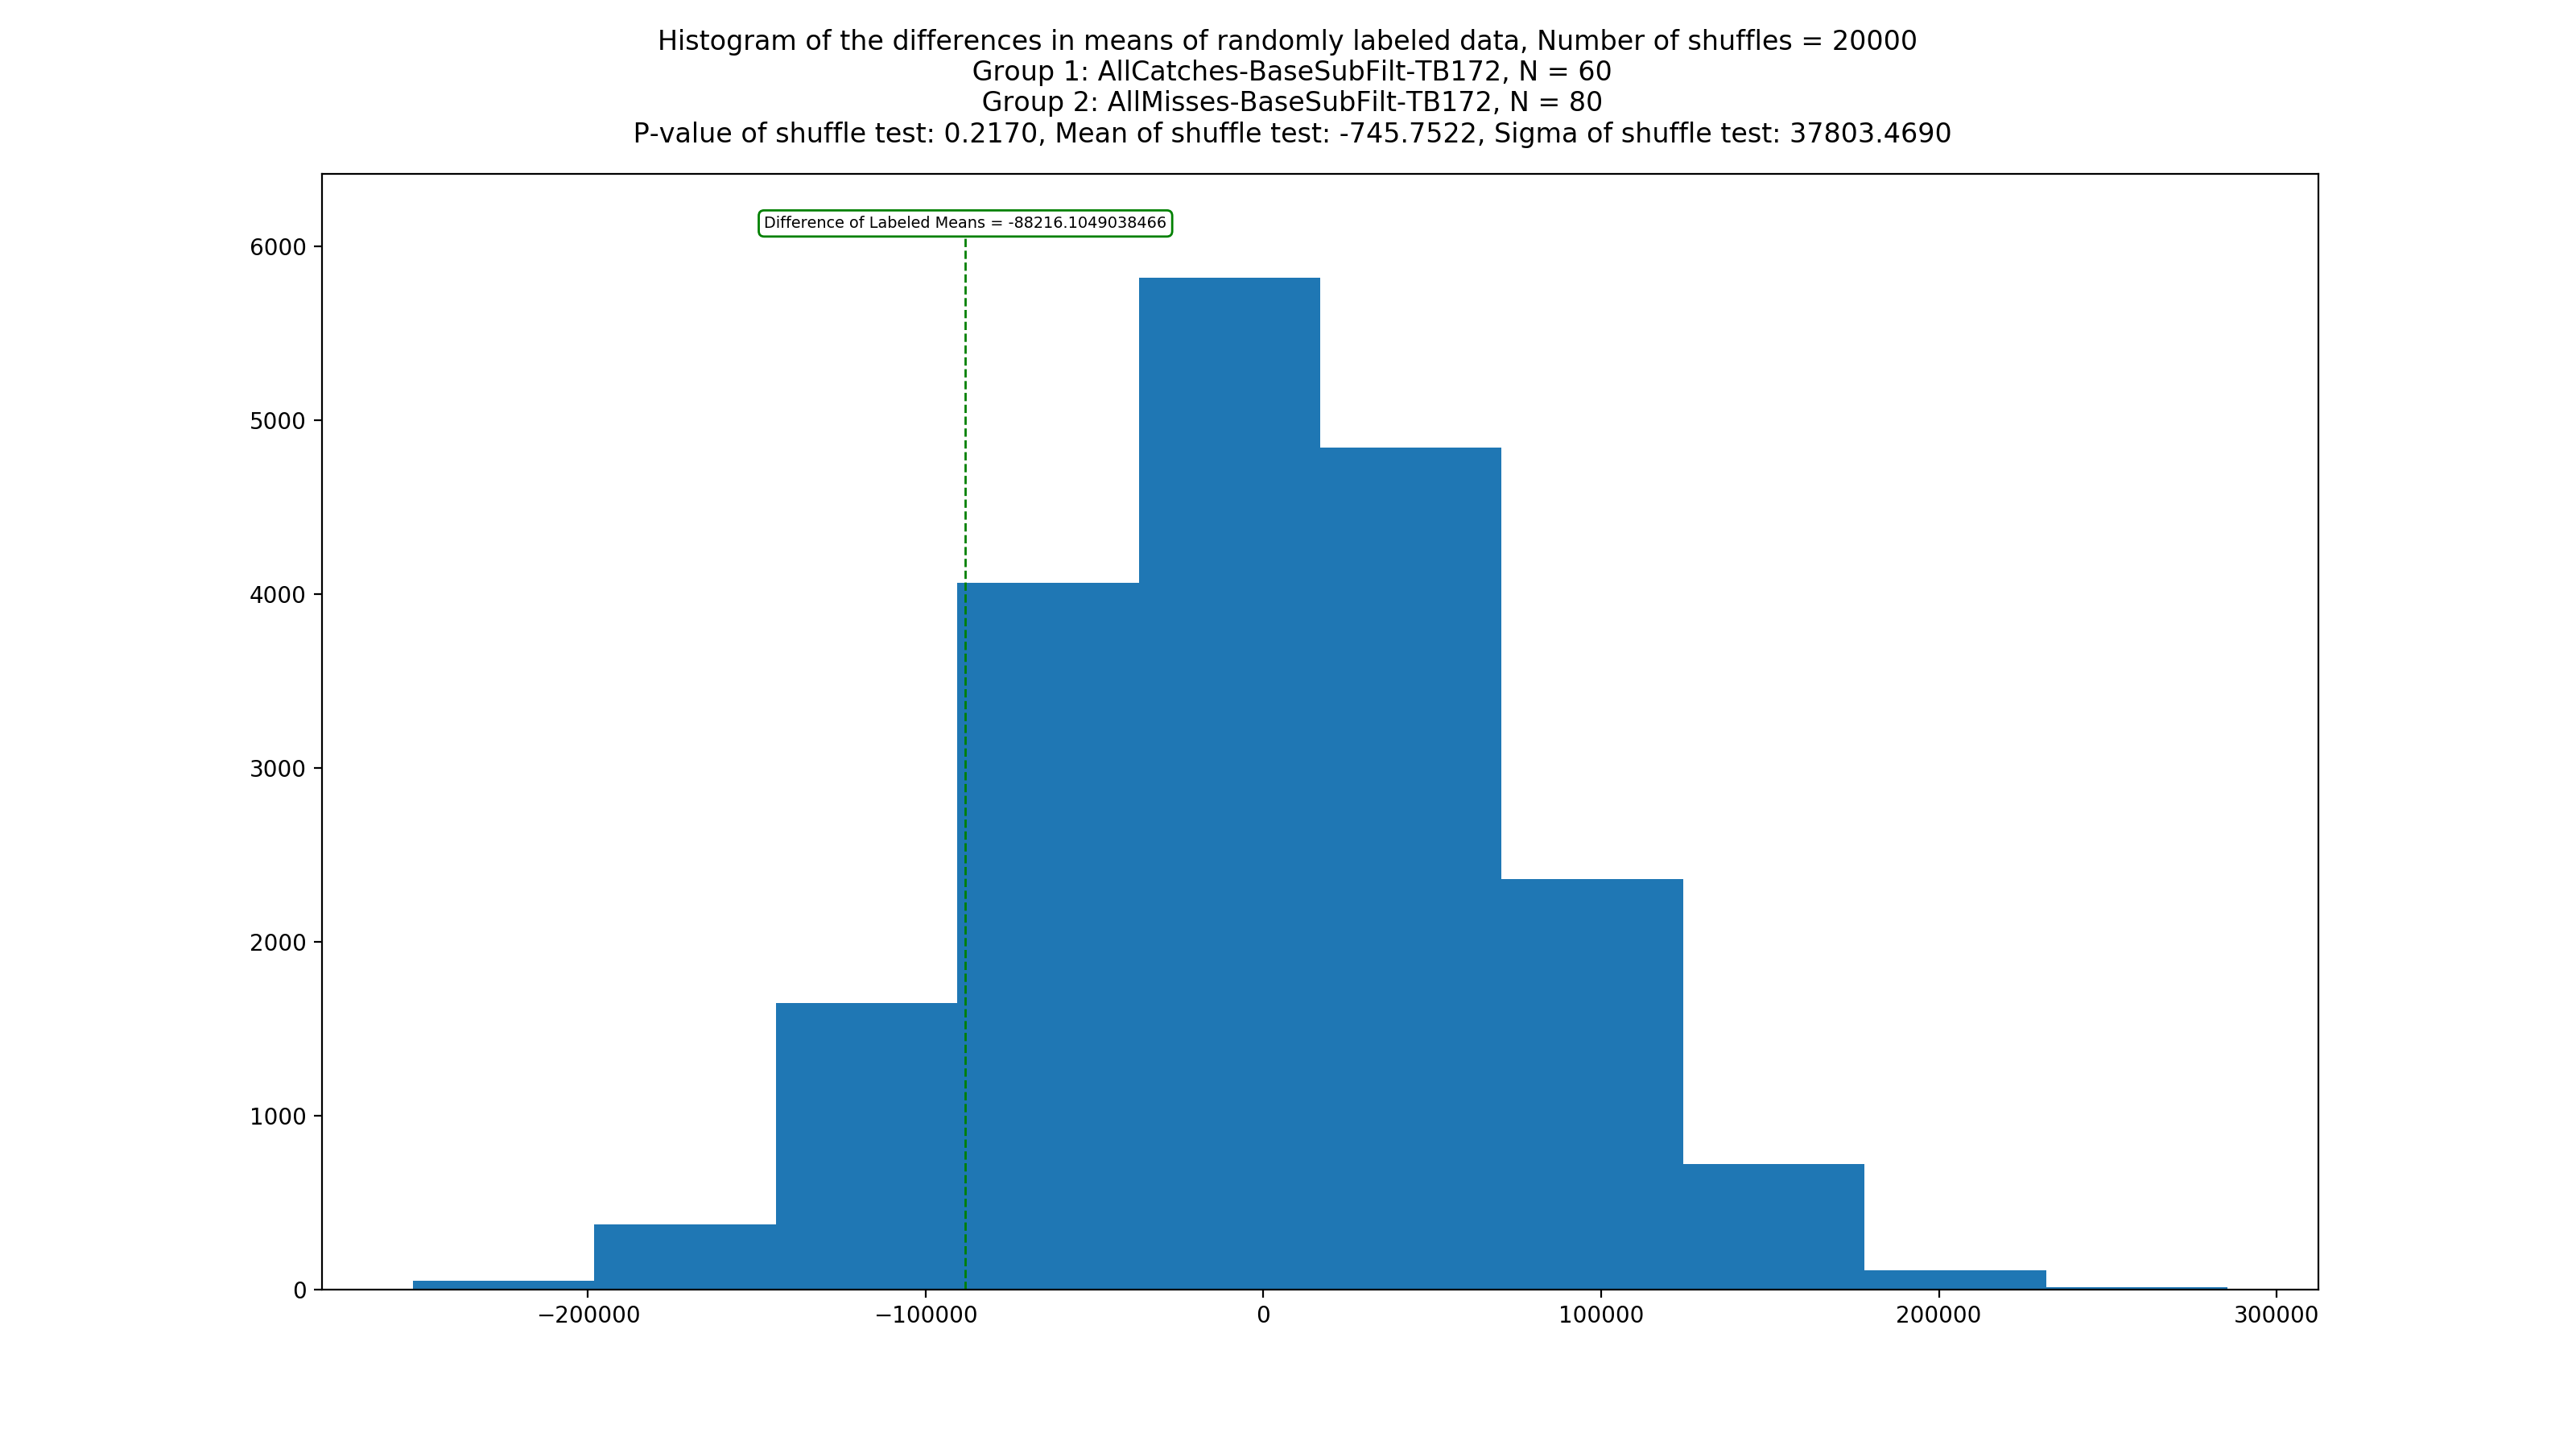 Histogram of the differences in means of randomly labeled data, Number of shuffles = 20000
Group 1: AllCatches-BaseSubFilt-TB172, N = 60
Group 2: AllMisses-BaseSubFilt-TB172, N = 80
P-value of shuffle test: 0.2170, Mean of shuffle test: -745.7522, Sigma of shuffle test: 37803.4690
Difference of Labeled Means = -88216.1049038466
6000
5000
4000
3000
2000
1000
0
−200000 −100000 0 100000 200000 300000